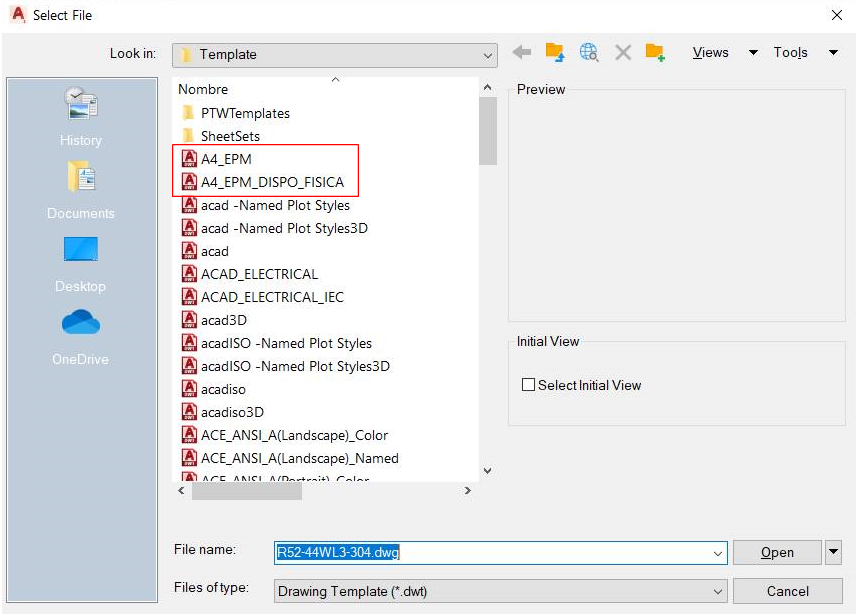 Select File
Look in: Template Views Tools
Nombre
PTWTemplates
SheetSets
A4_EPM
A4_EPM_DISPO_FISICA
acad -Named Plot Styles
acad -Named Plot Styles3D
acad
ACAD_ELECTRICAL
ACAD_ELECTRICAL_IEC
acad3D
acadISO -Named Plot Styles
acadISO -Named Plot Styles3D
acadiso
acadiso3D
ACE_ANSI_A(Landscape)_Color
ACE_ANSI_A(Landscape)_Named
ACE_ANSI_A(Portrait)_Color
History
Documents
Desktop
OneDrive
Preview
Initial View
Select Initial View
File name: R52-44WL3-304.dwg Open
Files of type: Drawing Template (*.dwt) Cancel